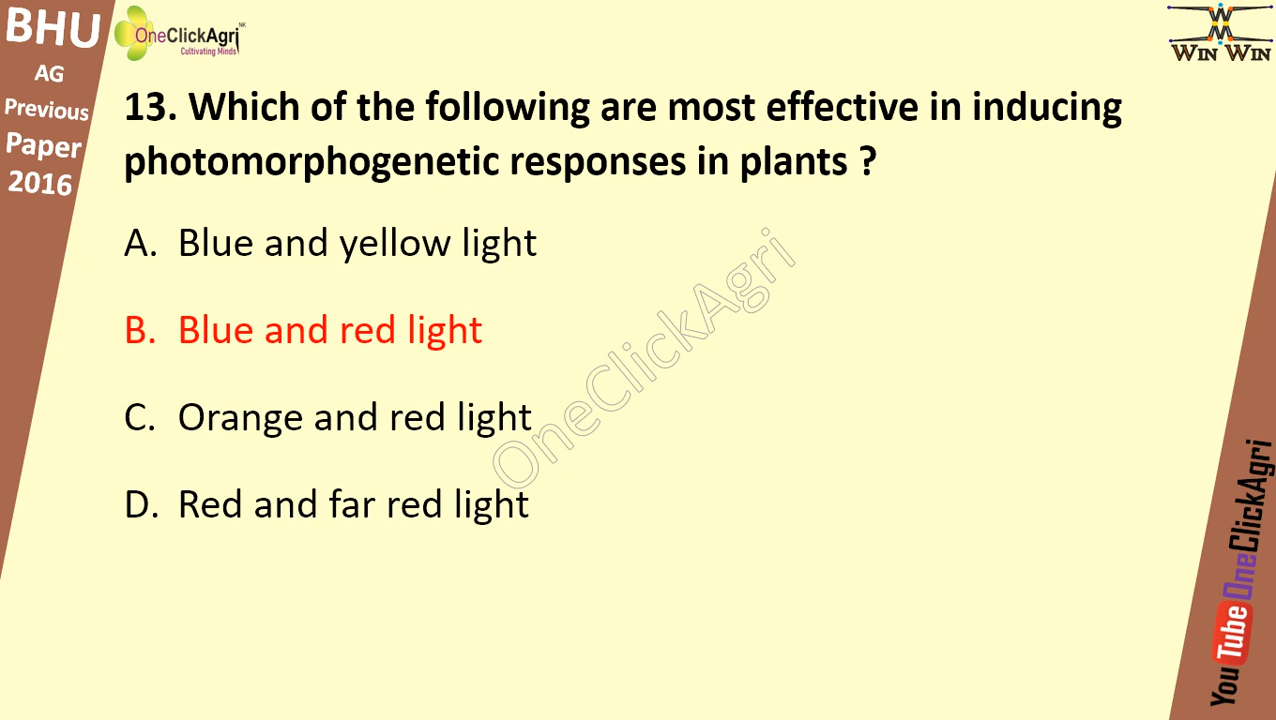 BHU
AG
Previous
Paper
2016
OneClickAgri
NK
Cultivating Minds
WIN WIN
13. Which of the following are most effective in inducing
photomorphogenetic responses in plants ?
A. Blue and yellow light
B. Blue and red light
C. Orange and red light
D. Red and far red light
OneClickAgri
YouTube OneClickAgri